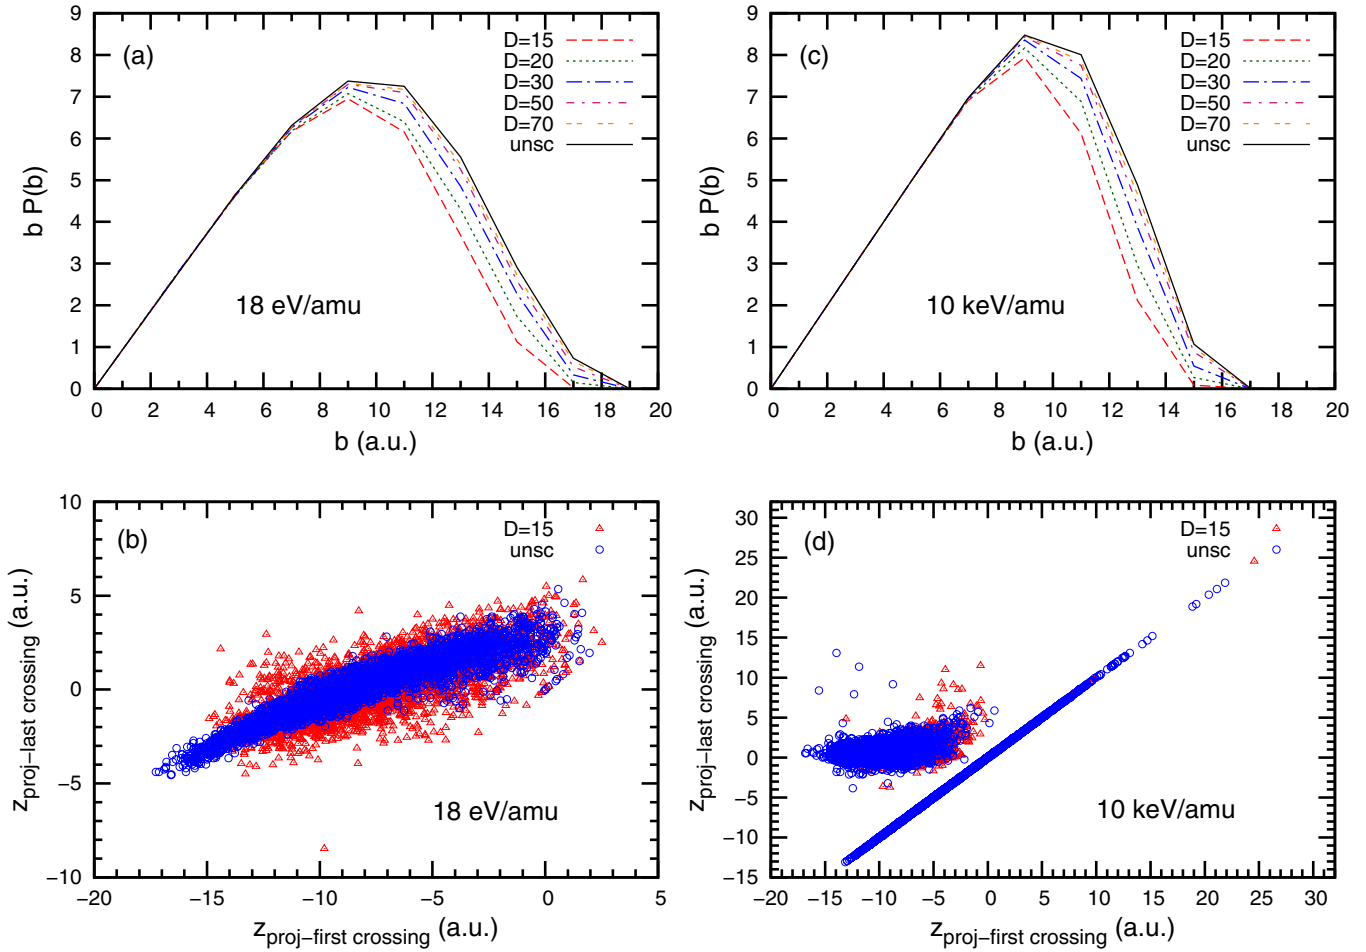 (a)
D=15
D=20
D=30
D=50
D=70
unsc
18 eV/amu
b P(b)
9
8
7
6
5
4
3
2
1
0
0 2 4 6 8 10 12 14 16 18 20
b (a.u.)
(c)
D=15
D=20
D=30
D=50
D=70
unsc
10 keV/amu
b P(b)
9
8
7
6
5
4
3
2
1
0
0 2 4 6 8 10 12 14 16 18 20
b (a.u.)
(b)
D=15
unsc
18 eV/amu
z proj−last crossing (a.u.)
10
5
0
−5
−10
−20 −15 −10 −5 0 5
z proj−first crossing (a.u.)
(d)
D=15
unsc
10 keV/amu
z proj−last crossing (a.u.)
30
25
20
15
10
5
0
−5
−10
−15
−20 −15 −10 −5 0 5 10 15 20 25 30
z proj−first crossing (a.u.)